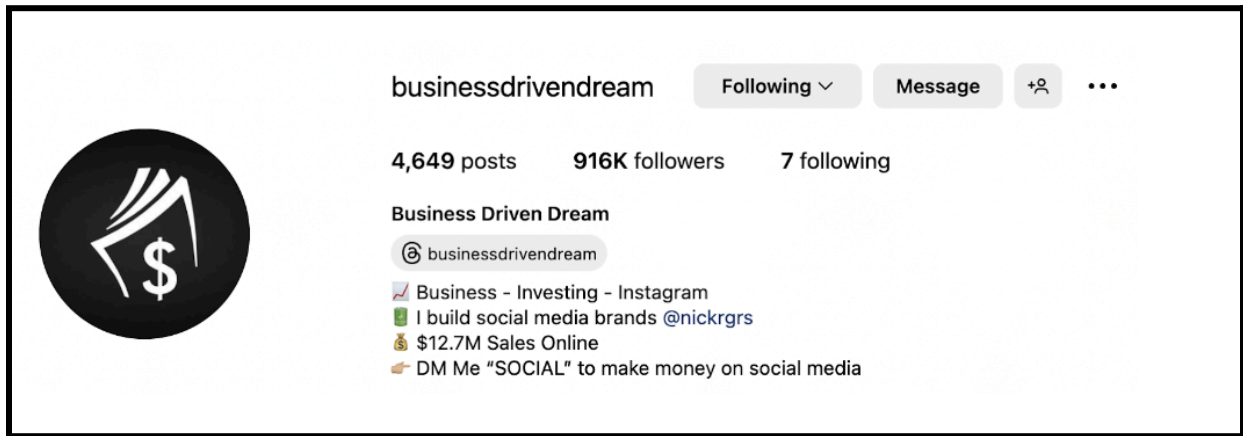 businessdrivendream Following Message
4,649 posts 916K followers 7 following
Business Driven Dream
businessdrivendream
Business - Investing - Instagram
I build social media brands @nickrgrs
$12.7M Sales Online
DM Me “SOCIAL” to make money on social media
$